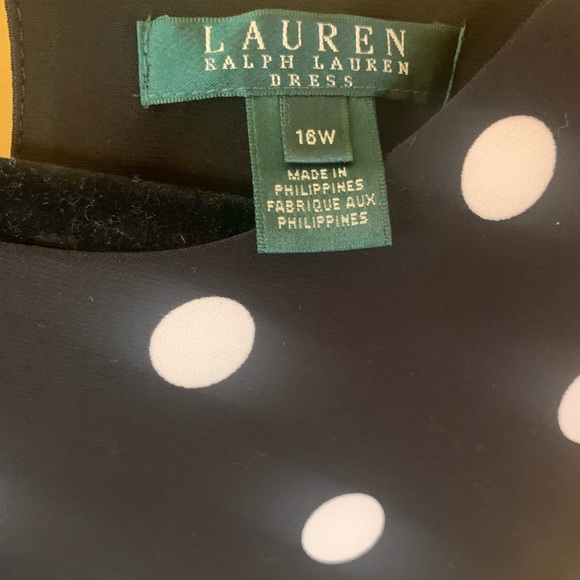 LAUREN
RALPH LAUREN
DRESS
16W
MADE IN
PHILIPPINES
FABRIQUE AUX
PHILIPPINES